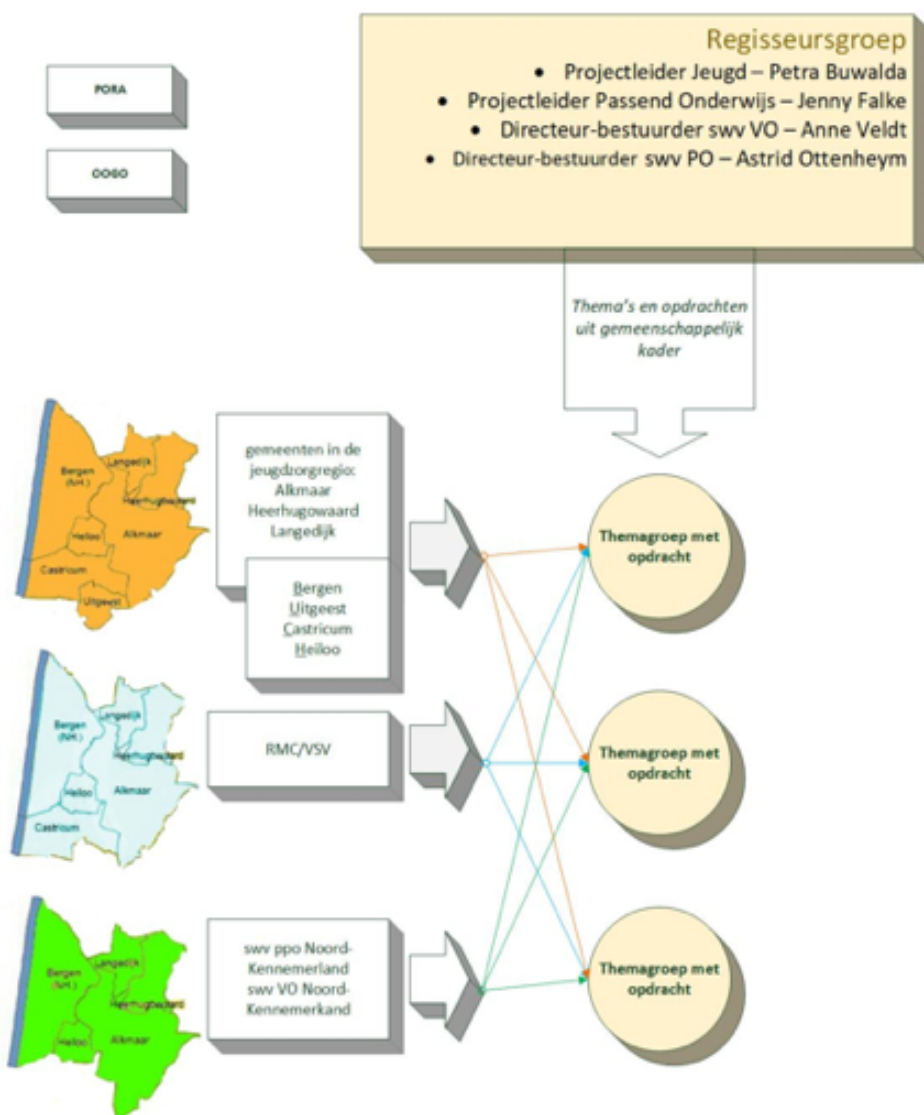 Regisseursgroep
• Projectleider Jeugd – Petra Buwalda
• Projectleider Passend Onderwijs – Jenny Falke
• Directeur-bestuurder swv VO – Anne Veldt
• Directeur-bestuurder swv PO – Astrid Ottenheym
PORA
OOGO
Thema's en opdrachten
uit gemeenschappelijk
kader
Bergen
(NH.)
Langedijk
Heerhugowaard
Heiloo
Alkmaar
Castricum
Uitgeest
gemeenten in de
jeugdzorgregio:
Alkmaar
Heerhugowaard
Langedijk
Bergen
Uitgeest
Castricum
Heiloo
Themagroep met
opdracht
Bergen
(NH.)
Langedijk
Heerhugowaard
Heiloo
Alkmaar
Castricum
RMC/VSV
Themagroep met
opdracht
Bergen
(NH.)
Langedijk
Heerhugowaard
Heiloo
Alkmaar
swv ppo Noord-
Kennemerland
swv VO Noord-
Kennemerkand
Themagroep met
opdracht